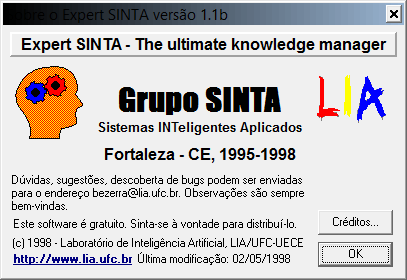 Sobre o Expert SINTA versão 1.1b
Expert SINTA - The ultimate knowledge manager
Grupo SINTA
LIA
Sistemas INTeligentes Aplicados
Fortaleza - CE, 1995-1998
Dúvidas, sugestões, descoberta de bugs podem ser enviadas
para o endereço bezerra@lia.ufc.br. Observações são sempre
bem-vindas.
Este software é gratuito. Sinta-se à vontade para distribuí-lo.
Créditos...
(c) 1998 - Laboratório de Inteligência Artificial, LIA/UFC-UECE
http://www.lia.ufc.br Última modificação: 02/05/1998
OK